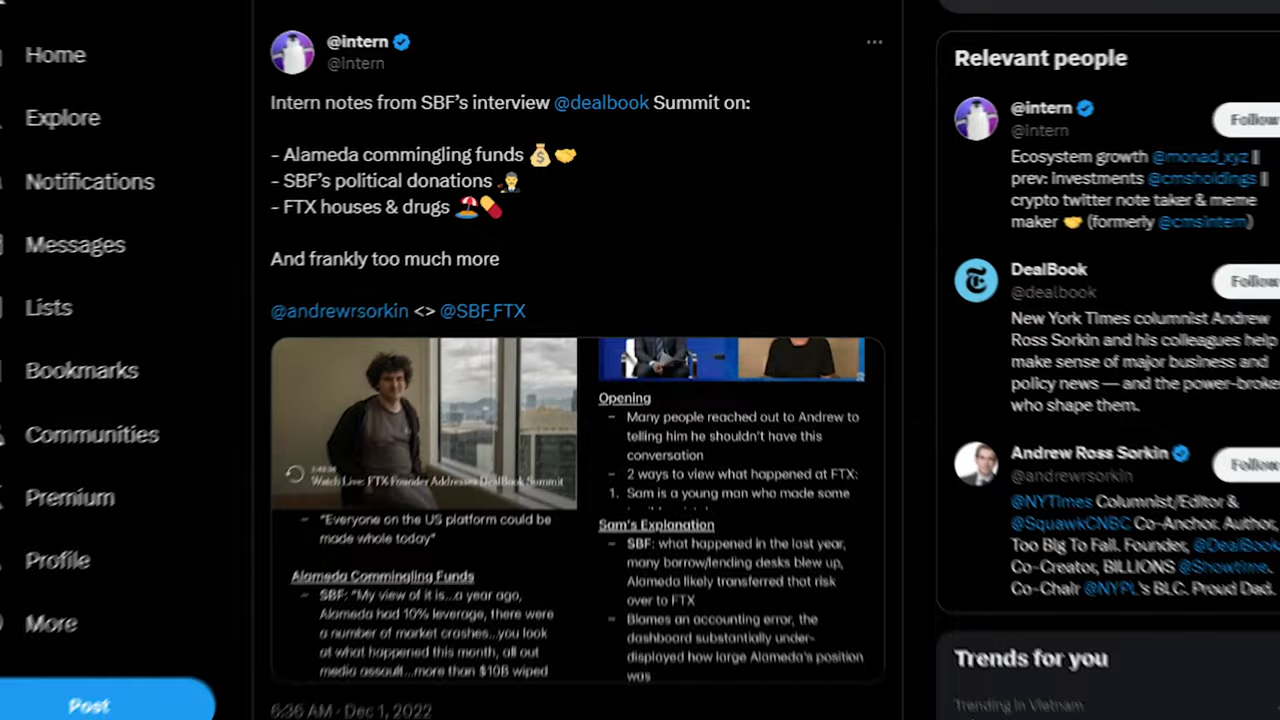 Home
Explore
Notifications
Messages
Lists
Bookmarks
Communities
Premium
Profile
More
Post
@intern
@intern
Intern notes from SBF's interview @dealbook Summit on:
- Alameda commingling funds 💰🤝
- SBF's political donations
- FTX houses & drugs 🏖️💊
And frankly too much more
@andrewrsorkin <> @SBF_FTX
Watch Live: FTX Founder Addresses DealBook Summit
- "Everyone on the US platform could be
made whole today"
Alameda Commingling Funds
- SBF: "My view of it is...a year ago,
Alameda had 10% leverage, there were
a number of market crashes...you look
at what happened this month, all out
media assault...more than $10B wiped
Opening
- Many people reached out to Andrew to
telling him he shouldn't have this
conversation
- 2 ways to view what happened at FTX:
1. Sam is a young man who made some
Sam's Explanation
- SBF: what happened in the last year,
many borrow/lending desks blew up,
Alameda likely transferred that risk
over to FTX
- Blames an accounting error, the
dashboard substantially under-
displayed how large Alameda's position
was
6:36 AM · Dec 1, 2022
Relevant people
@intern
@intern
Follow
Ecosystem growth @monad_xyz ||
prev: investments @cmsholdings ||
crypto twitter note taker & meme
maker 🤝 (formerly @cmsintern)
DealBook
@dealbook
Follow
New York Times columnist Andrew
Ross Sorkin and his colleagues help
make sense of major business and
policy news — and the power-broke
who shape them.
Andrew Ross Sorkin
@andrewrsorkin
Follow
@NYTimes Columnist/Editor &
@SquawkCNBC Co-Anchor. Author,
Too Big To Fail. Founder, @DealBook
Co-Creator, BILLIONS @Showtime.
Co-Chair @NYPL's BLC. Proud Dad.
Trends for you
Trending in Vietnam